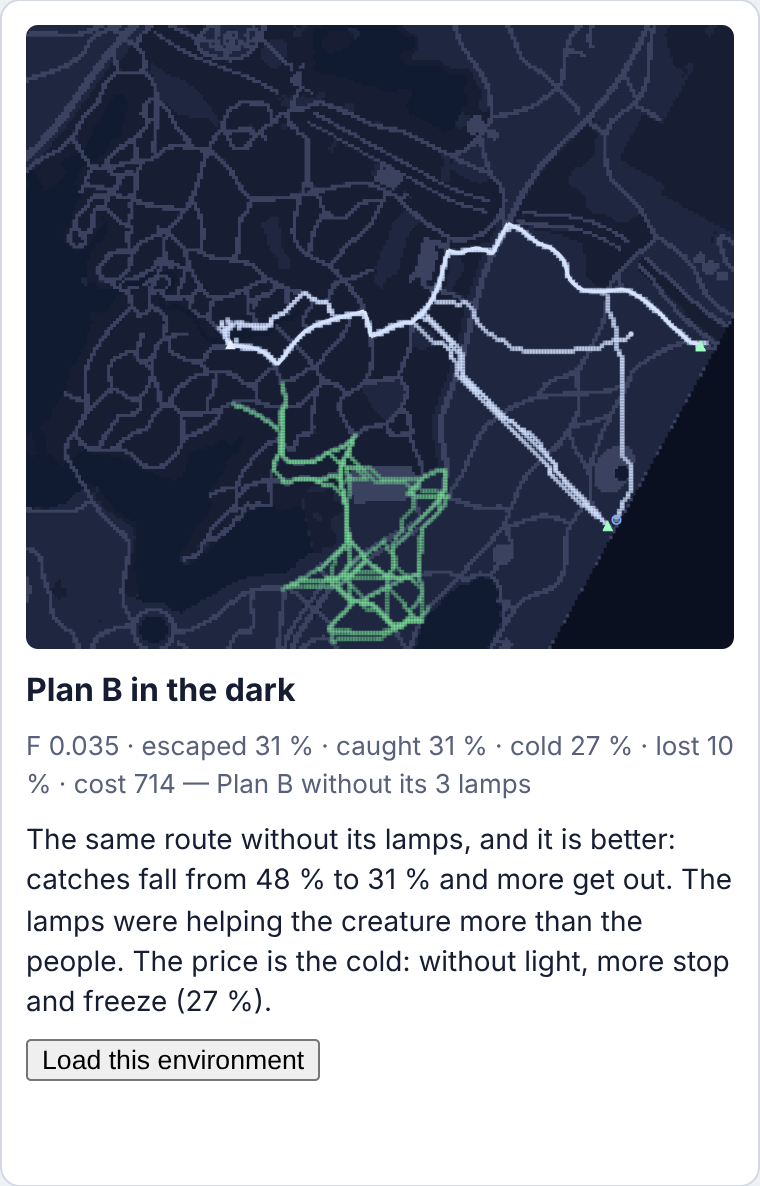 Plan B in the dark
F 0.035 · escaped 31 % · caught 31 % · cold 27 % · lost 10
% · cost 714 — Plan B without its 3 lamps
The same route without its lamps, and it is better:
catches fall from 48 % to 31 % and more get out. The
lamps were helping the creature more than the
people. The price is the cold: without light, more stop
and freeze (27 %).
Load this environment